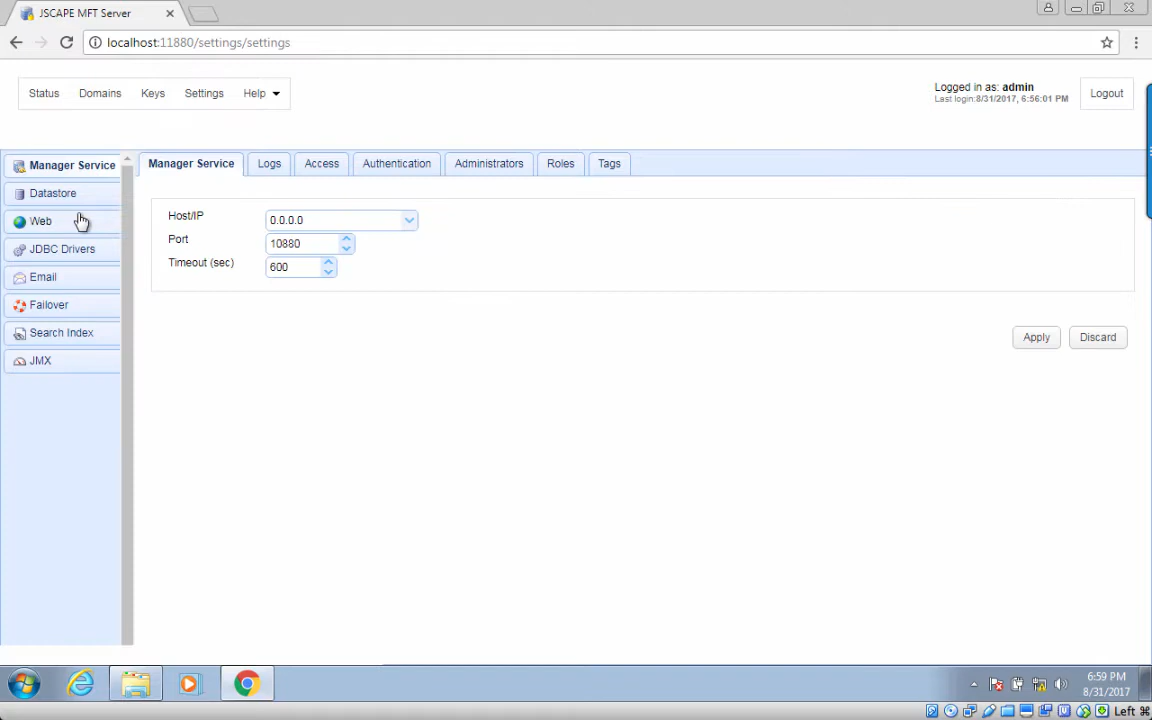 JSCAPE MFT Server
localhost:11880/settings/settings
Status Domains Keys Settings Help
Logged in as: admin
Last login:8/31/2017, 6:56:01 PM
Logout
Manager Service
Datastore
Web
JDBC Drivers
Email
Failover
Search Index
JMX
Manager Service Logs Access Authentication Administrators Roles Tags
Host/IP 0.0.0.0
Port 10880
Timeout (sec) 600
Apply Discard
6:59 PM
8/31/2017
Left ⌘